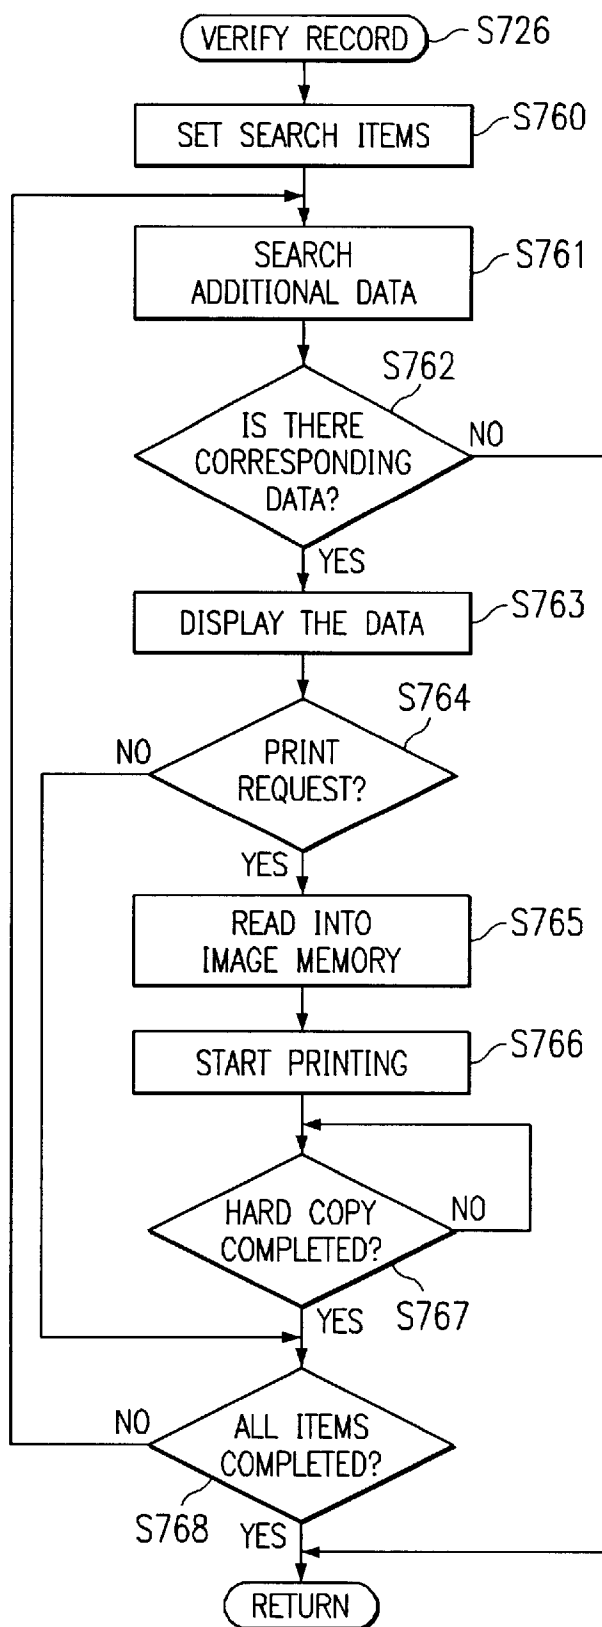 VERIFY RECORD
S726
SET SEARCH ITEMS
S760
SEARCH
ADDITIONAL DATA
S761
S762
IS THERE
CORRESPONDING
DATA?
NO
YES
DISPLAY THE DATA
S763
S764
NO
PRINT
REQUEST?
YES
READ INTO
IMAGE MEMORY
S765
START PRINTING
S766
HARD COPY
COMPLETED?
NO
YES
S767
NO
ALL ITEMS
COMPLETED?
S768
YES
RETURN